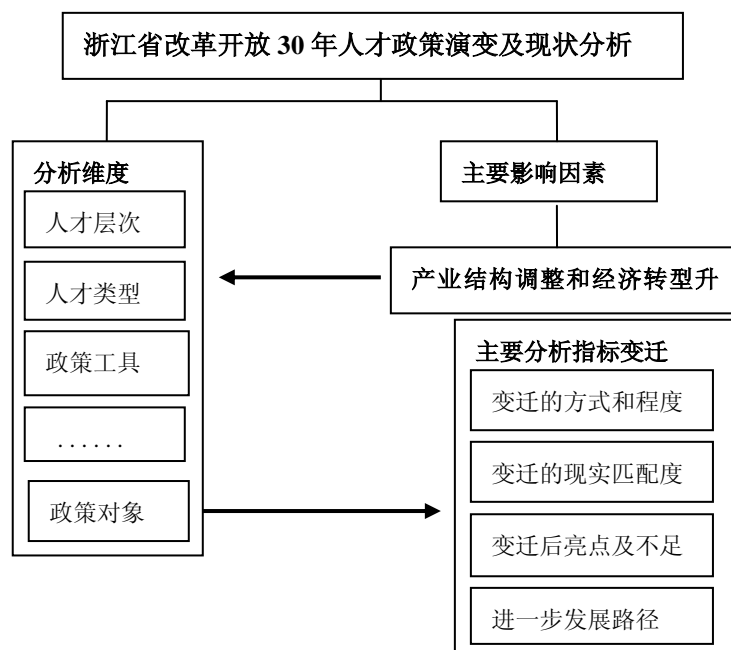 浙江省改革开放 30 年人才政策演变及现状分析
分析维度
人才层次
人才类型
政策工具
......
政策对象
主要影响因素
产业结构调整和经济转型升
主要分析指标变迁
变迁的方式和程度
变迁的现实匹配度
变迁后亮点及不足
进一步发展路径